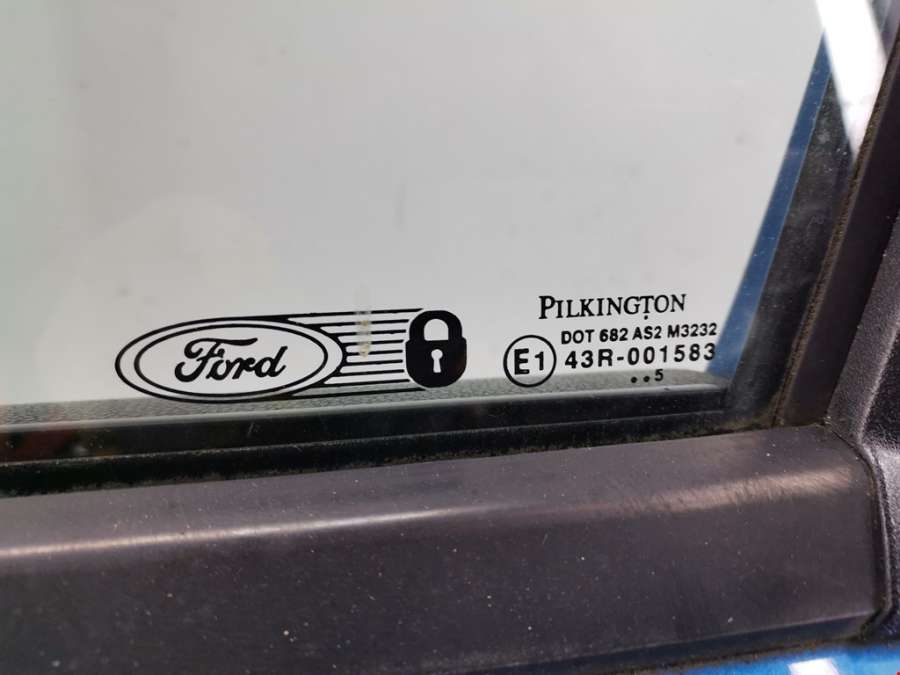 Ford
PILKINGTON
DOT 682 AS2 M3232
E1 43R-001583
••5